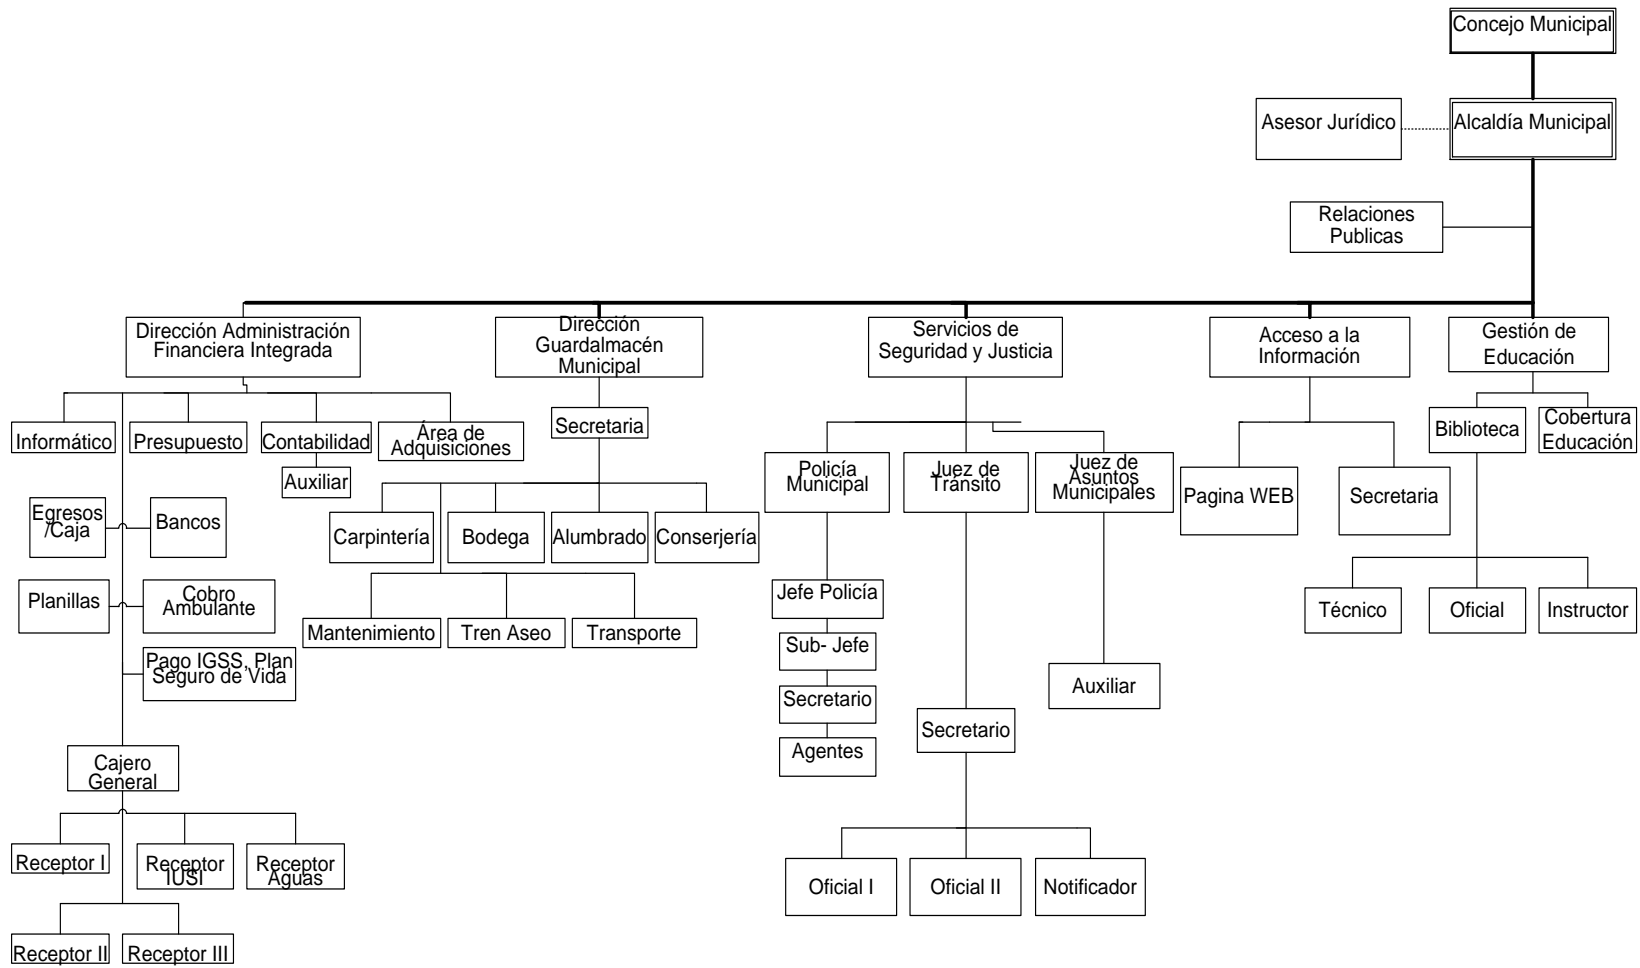 Concejo Municipal
Asesor Jurídico
Alcaldía Municipal
Relaciones
Publicas
Dirección Administración
Financiera Integrada
Dirección
Guardalmacén
Municipal
Servicios de
Seguridad y Justicia
Acceso a la
Información
Gestión de
Educación
Informático
Presupuesto
Contabilidad
Área de
Adquisiciones
Auxiliar
Secretaria
Biblioteca
Cobertura
Educación
Policía
Municipal
Juez de
Tránsito
Juez de
Asuntos
Municipales
Pagina WEB
Secretaria
Egresos
/Caja
Bancos
Carpintería
Bodega
Alumbrado
Conserjería
Planillas
Cobro
Ambulante
Mantenimiento
Tren Aseo
Transporte
Jefe Policía
Sub- Jefe
Secretario
Agentes
Técnico
Oficial
Instructor
Pago IGSS, Plan
Seguro de Vida
Auxiliar
Secretario
Cajero
General
Receptor I
Receptor
IUSI
Receptor
Aguas
Oficial I
Oficial II
Notificador
Receptor II
Receptor III